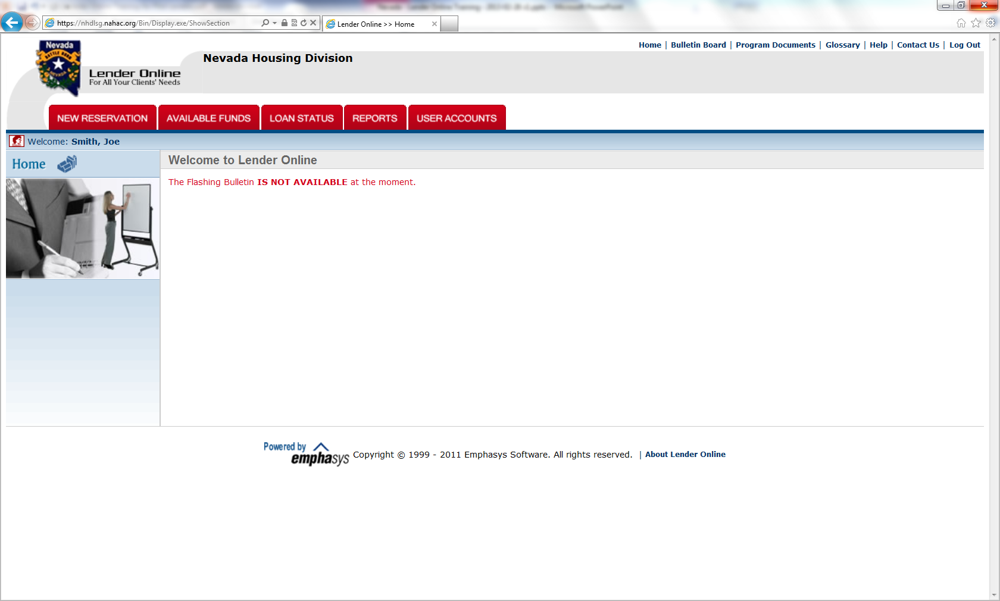 https://nhdlsg.nahac.org/Bin/Display.exe/ShowSection
Lender Online >> Home
Home | Bulletin Board | Program Documents | Glossary | Help | Contact Us | Log Out
Nevada
Nevada Housing Division
Lender Online
For All Your Clients' Needs
NEW RESERVATION
AVAILABLE FUNDS
LOAN STATUS
REPORTS
USER ACCOUNTS
Welcome: Smith, Joe
Home
Welcome to Lender Online
The Flashing Bulletin IS NOT AVAILABLE at the moment.
Powered by
emphasys
Copyright © 1999 - 2011 Emphasys Software. All rights reserved. | About Lender Online